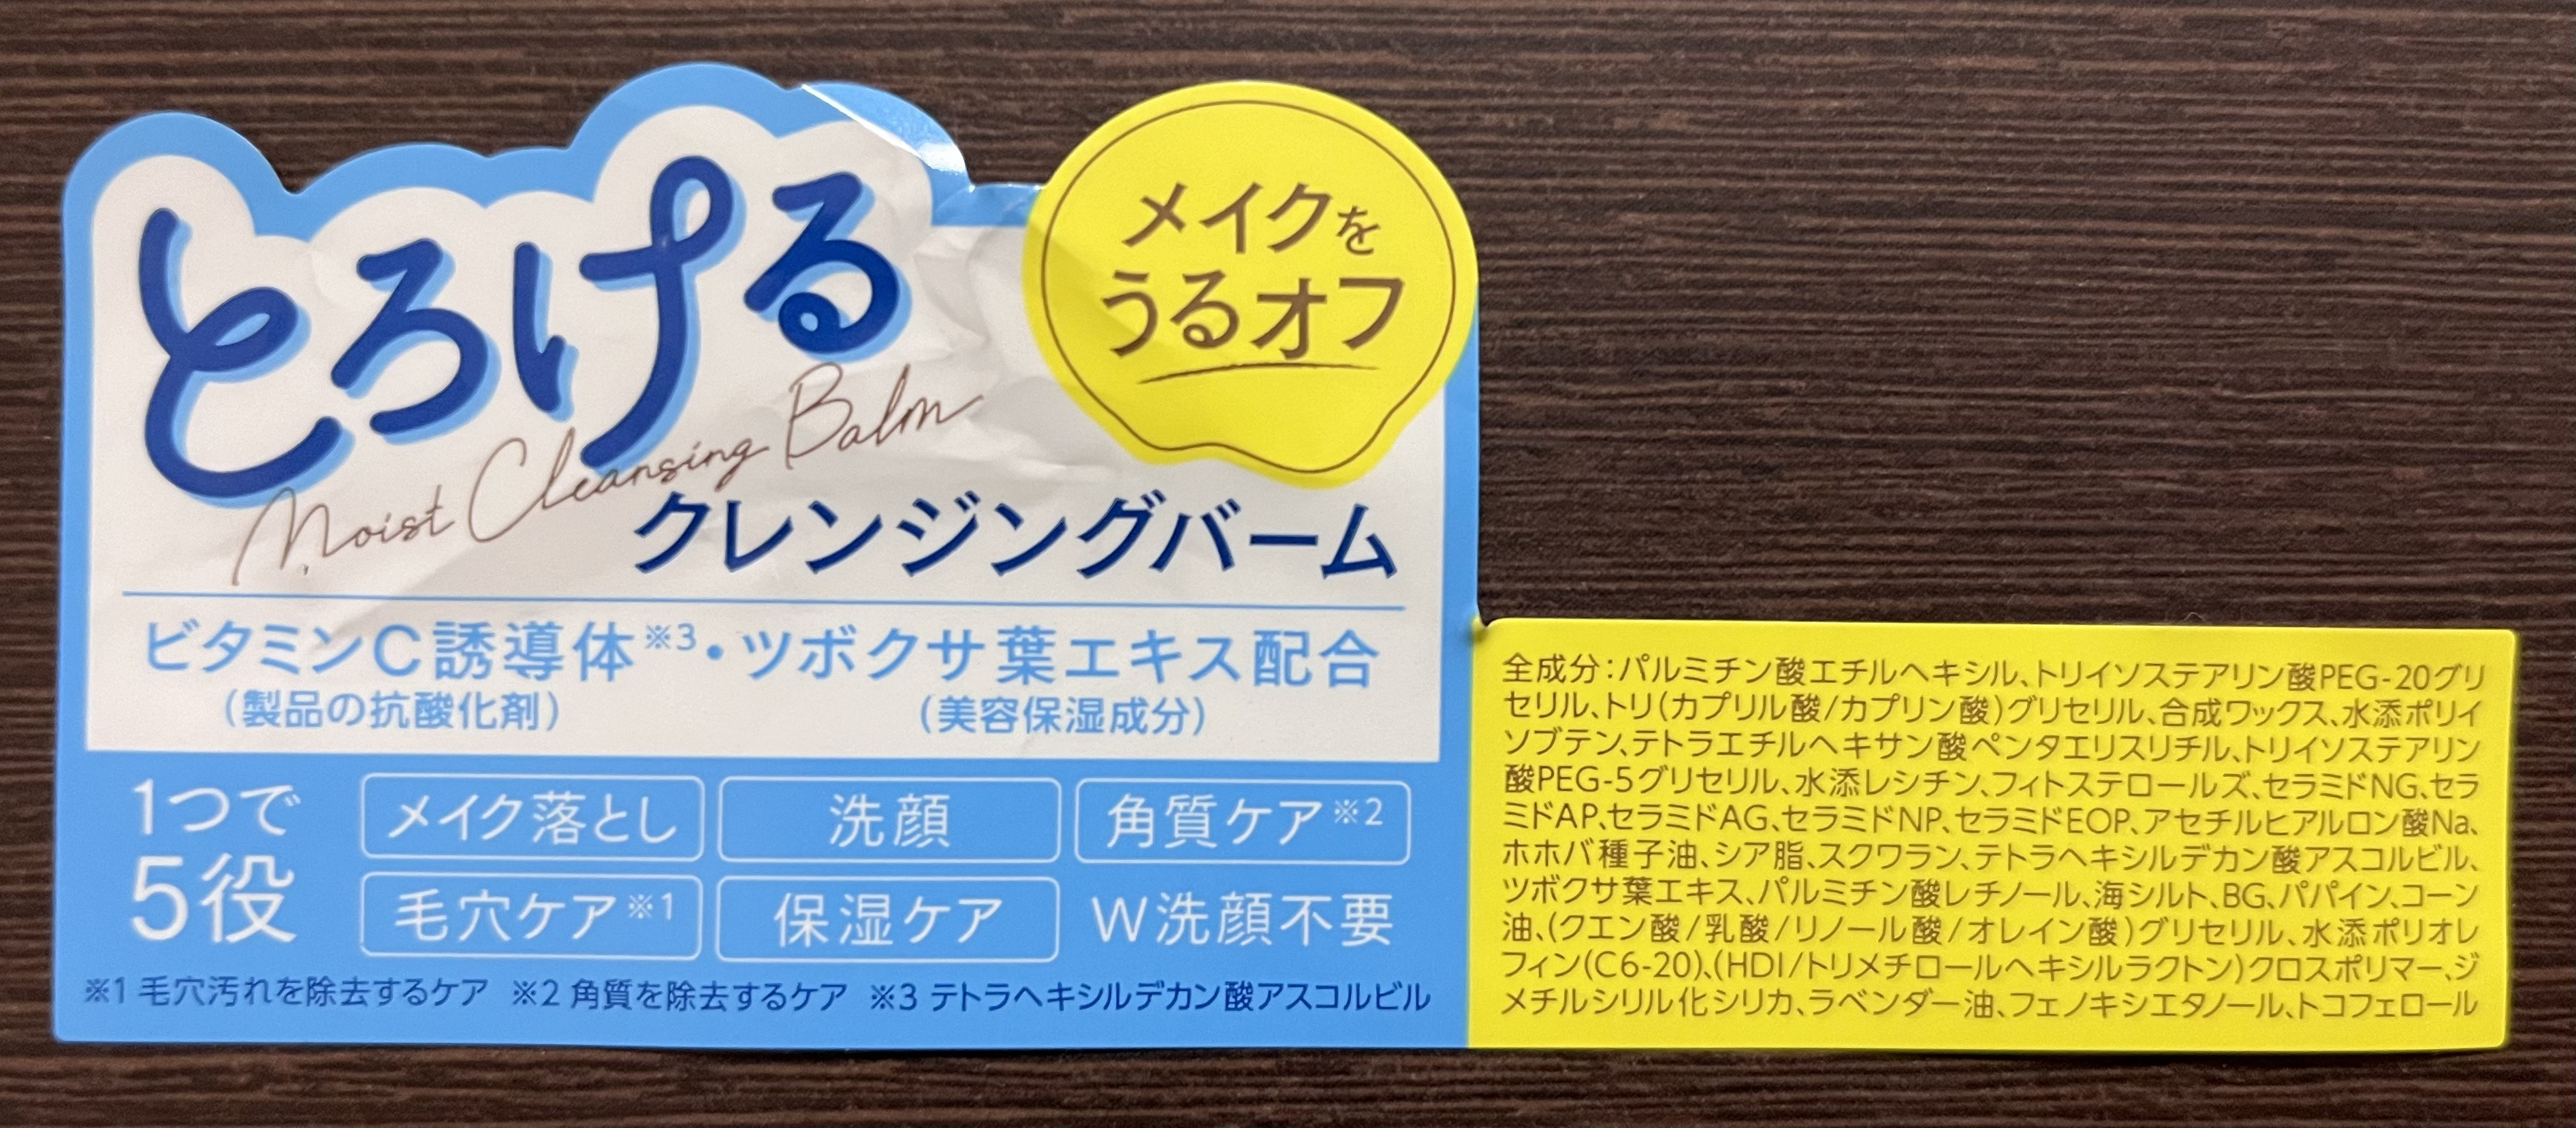 とろける
Moist Cleansing Balm
クレンジングバーム
メイクを
うるオフ
ビタミンC誘導体※3・ツボクサ葉エキス配合
(製品の抗酸化剤) (美容保湿成分)
1つで
5役
メイク落とし 洗顔 角質ケア※2
毛穴ケア※1 保湿ケア W洗顔不要
※1 毛穴汚れを除去するケア ※2 角質を除去するケア ※3 テトラヘキシルデカン酸アスコルビル
全成分:パルミチン酸エチルヘキシル、トリイソステアリン酸PEG-20グリ
セリル、トリ(カプリル酸/カプリン酸)グリセリル、合成ワックス、水添ポリイ
ソブテン、テトラエチルヘキサン酸ペンタエリスリチル、トリイソステアリン
酸PEG-5グリセリル、水添レシチン、フィトステロールズ、セラミドNG、セラ
ミドAP、セラミドAG、セラミドNP、セラミドEOP、アセチルヒアルロン酸Na、
ホホバ種子油、シア脂、スクワラン、テトラヘキシルデカン酸アスコルビル、
ツボクサ葉エキス、パルミチン酸レチノール、海シルト、BG、パパイン、コーン
油、(クエン酸/乳酸/リノール酸/オレイン酸)グリセリル、水添ポリオレ
フィン(C6-20)、(HDI/トリメチロールヘキシルラクトン)クロスポリマー、ジ
メチルシリル化シリカ、ラベンダー油、フェノキシエタノール、トコフェロール